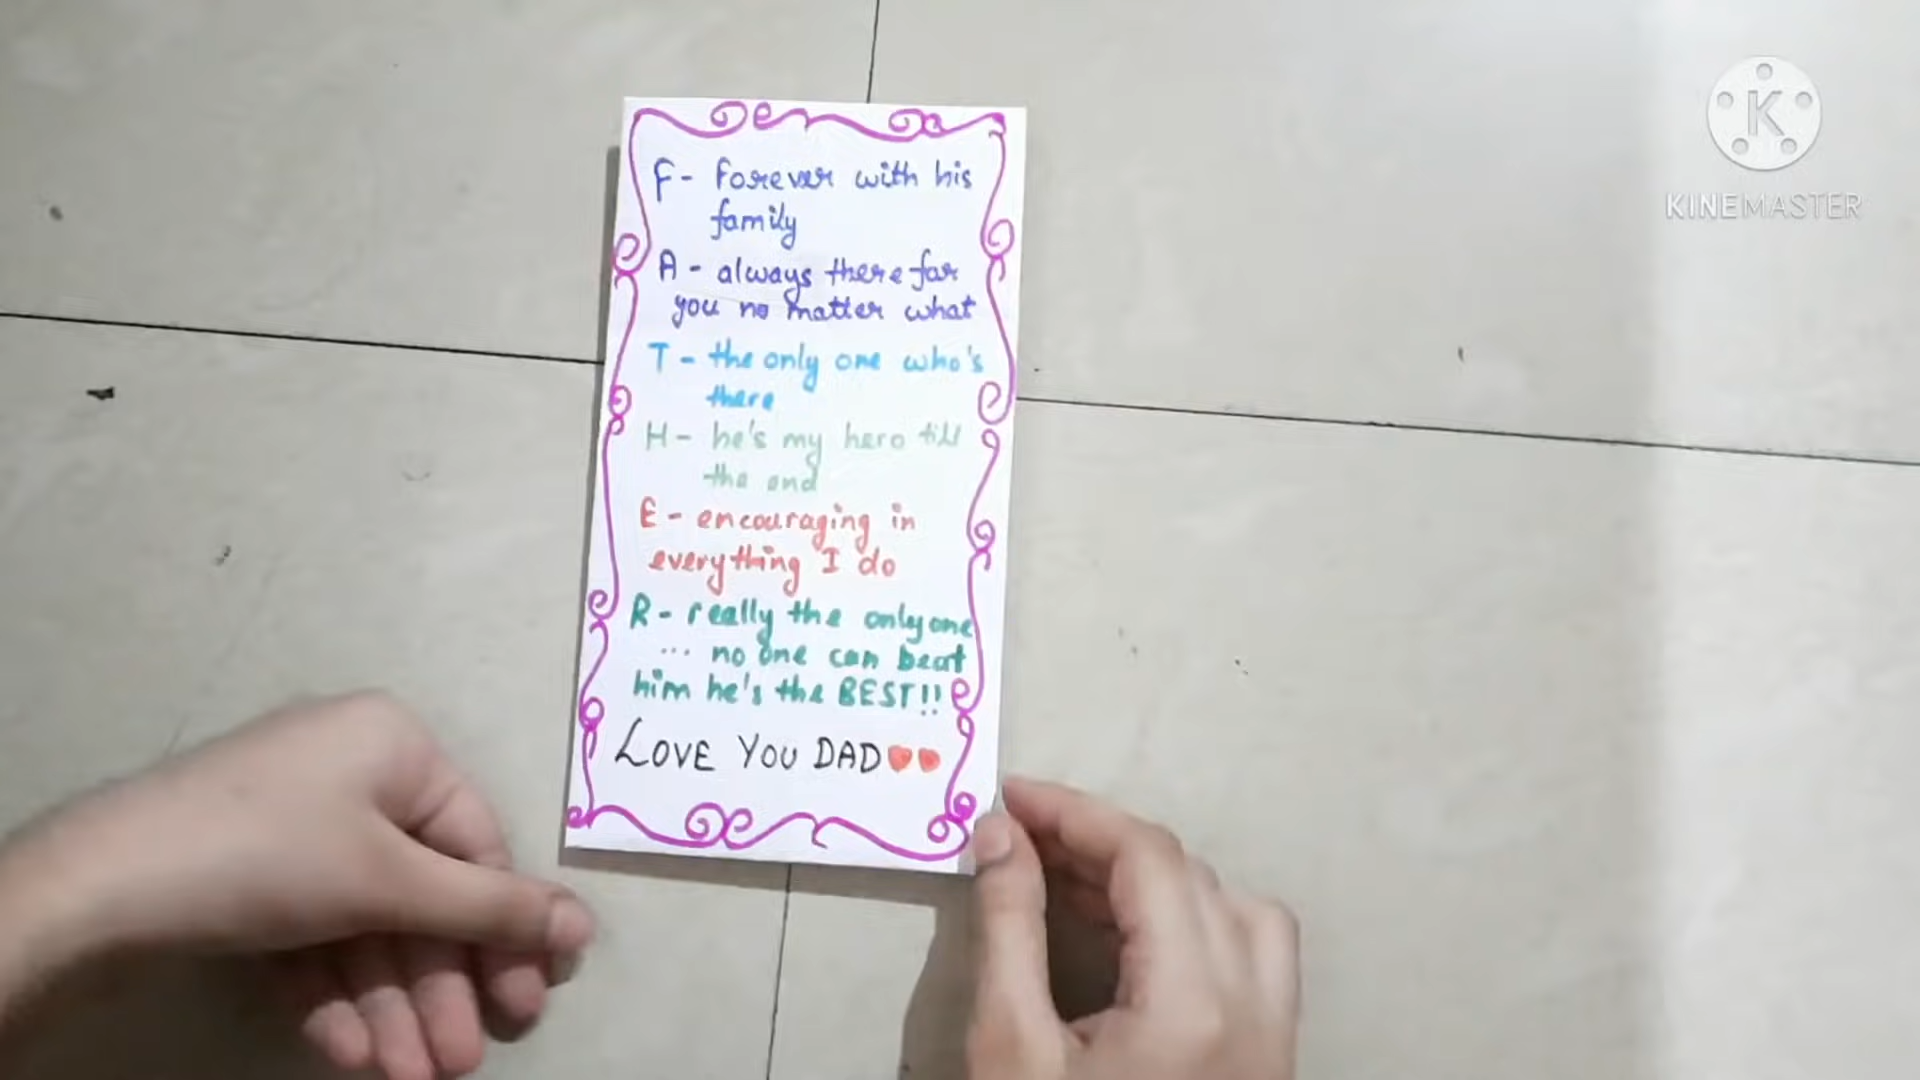 F - forever with his
family
A - always there for
you no matter what
T - the only one who's
there
H - he's my hero till
the end
E - encouraging in
everything I do
R - really the only one
... no one can beat
him he's the BEST!!
LOVE YOU DAD
K
KINEMASTER